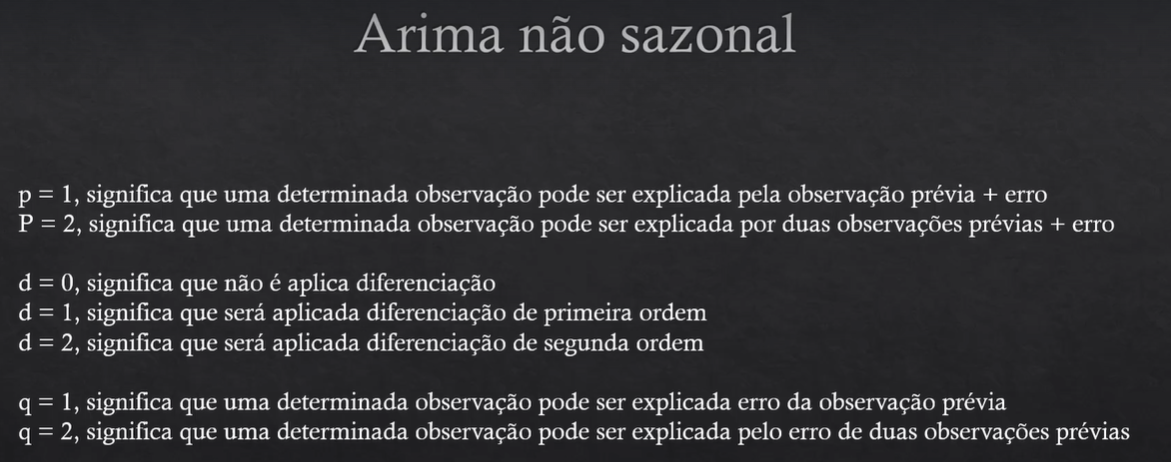 Arima não sazonal
p = 1, significa que uma determinada observação pode ser explicada pela observação prévia + erro
P = 2, significa que uma determinada observação pode ser explicada por duas observações prévias + erro
d = 0, significa que não é aplica diferenciação
d = 1, significa que será aplicada diferenciação de primeira ordem
d = 2, significa que será aplicada diferenciação de segunda ordem
q = 1, significa que uma determinada observação pode ser explicada erro da observação prévia
q = 2, significa que uma determinada observação pode ser explicada pelo erro de duas observações prévias